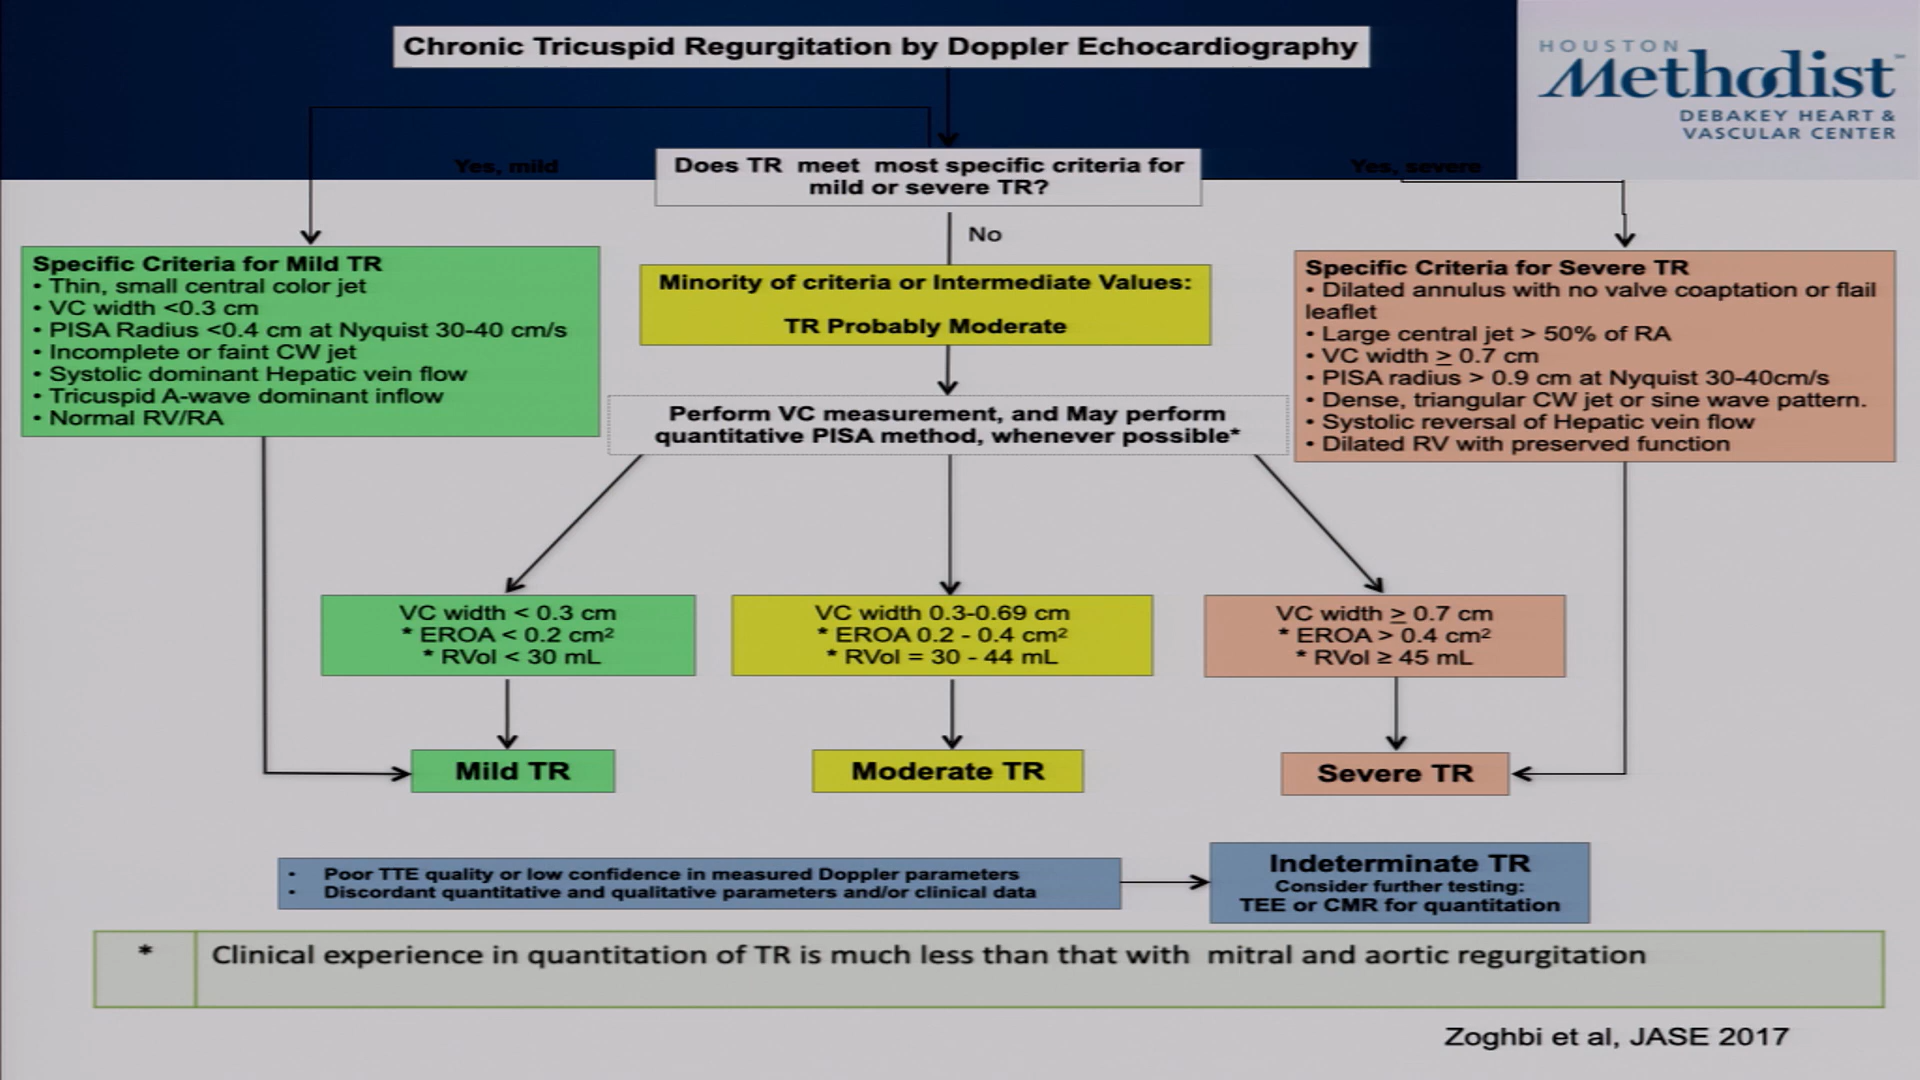 Chronic Tricuspid Regurgitation by Doppler Echocardiography
HOUSTON
Methodist
DEBAKEY HEART &
VASCULAR CENTER
Yes, mild
Does TR meet most specific criteria for
mild or severe TR?
Yes, severe
No
Specific Criteria for Mild TR
• Thin, small central color jet
• VC width <0.3 cm
• PISA Radius <0.4 cm at Nyquist 30-40 cm/s
• Incomplete or faint CW jet
• Systolic dominant Hepatic vein flow
• Tricuspid A-wave dominant inflow
• Normal RV/RA
Minority of criteria or Intermediate Values:
TR Probably Moderate
Specific Criteria for Severe TR
• Dilated annulus with no valve coaptation or flail
leaflet
• Large central jet > 50% of RA
• VC width ≥ 0.7 cm
• PISA radius > 0.9 cm at Nyquist 30-40cm/s
• Dense, triangular CW jet or sine wave pattern.
• Systolic reversal of Hepatic vein flow
• Dilated RV with preserved function
Perform VC measurement, and May perform
quantitative PISA method, whenever possible*
VC width < 0.3 cm
* EROA < 0.2 cm²
* RVol < 30 mL
VC width 0.3-0.69 cm
* EROA 0.2 - 0.4 cm²
* RVol = 30 - 44 mL
VC width ≥ 0.7 cm
* EROA > 0.4 cm²
* RVol ≥ 45 mL
Mild TR
Moderate TR
Severe TR
• Poor TTE quality or low confidence in measured Doppler parameters
• Discordant quantitative and qualitative parameters and/or clinical data
Indeterminate TR
Consider further testing:
TEE or CMR for quantitation
* Clinical experience in quantitation of TR is much less than that with mitral and aortic regurgitation
Zoghbi et al, JASE 2017